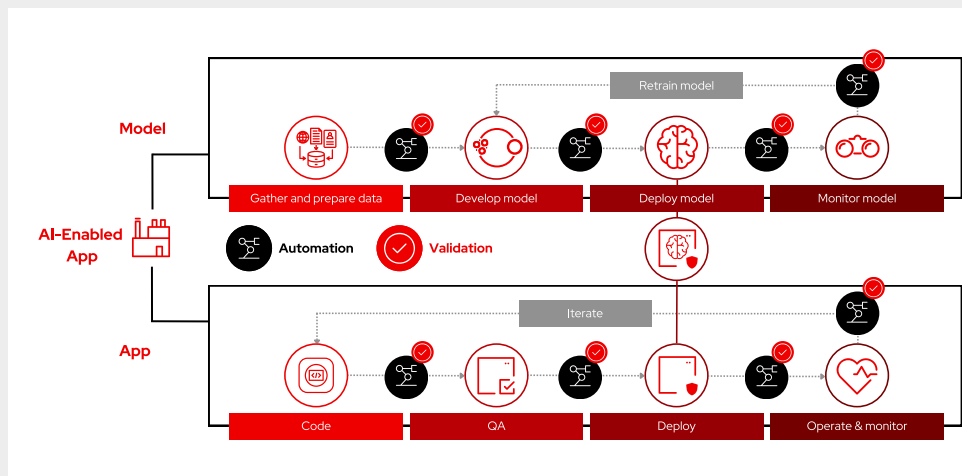 Retrain model
Model
Gather and prepare data
Develop model
Deploy model
Monitor model
AI-Enabled
App
Automation
Validation
Iterate
App
Code
QA
Deploy
Operate & monitor